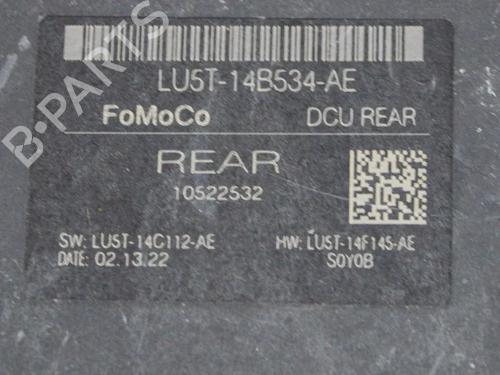 LU5T-14B534-AE
FoMoCo DCU REAR
REAR
10522532
SW: LU5T-14C112-AE HW: LU5T-14F145-AE
DATE: 02.13.22 S0Y0B
B-PARTS